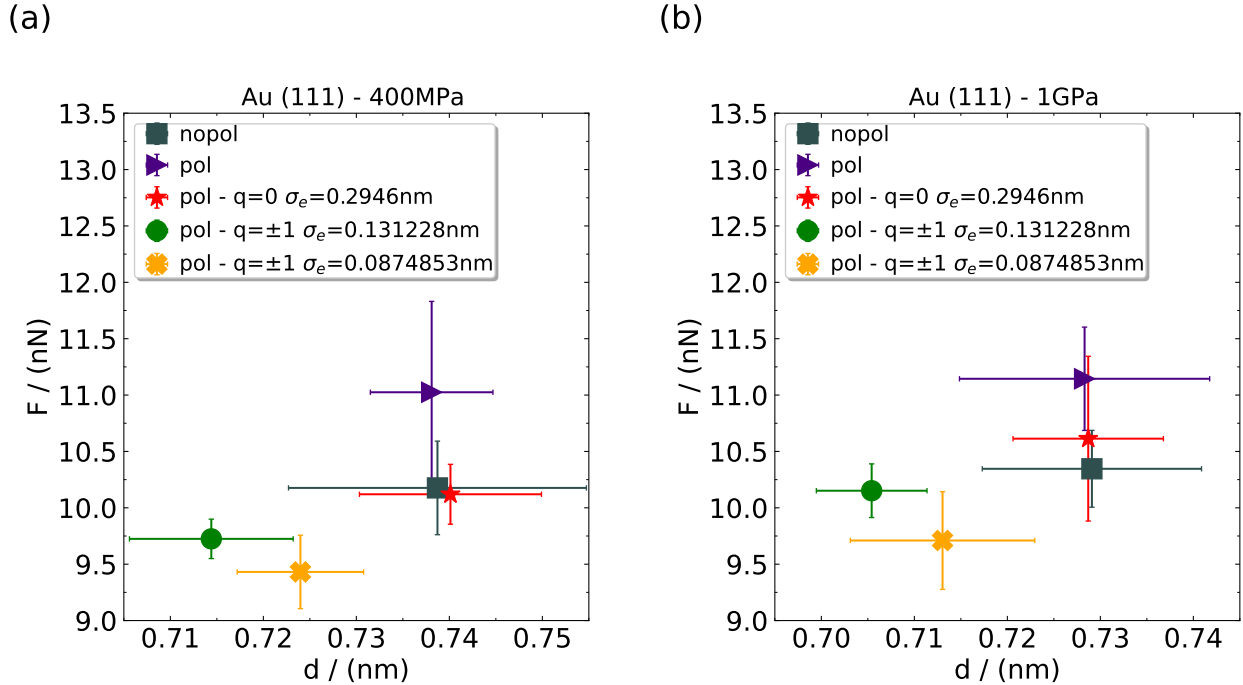 (a)
Au (111) - 400MPa
13.5
13.0
12.5
12.0
11.5
11.0
10.5
10.0
9.5
9.0
F / (nN)
nopol
pol
pol - q=0 σe=0.2946nm
pol - q=±1 σe=0.131228nm
pol - q=±1 σe=0.0874853nm
0.71 0.72 0.73 0.74 0.75
d / (nm)
(b)
Au (111) - 1GPa
13.5
13.0
12.5
12.0
11.5
11.0
10.5
10.0
9.5
9.0
F / (nN)
nopol
pol
pol - q=0 σe=0.2946nm
pol - q=±1 σe=0.131228nm
pol - q=±1 σe=0.0874853nm
0.70 0.71 0.72 0.73 0.74
d / (nm)